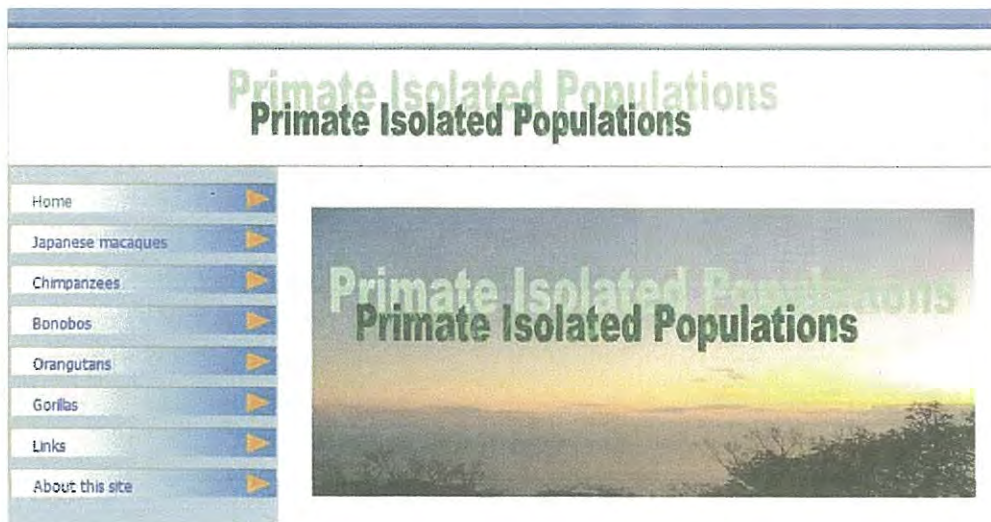 Primate Isolated Populations
Primate Isolated Populations
Home
Japanese macaques
Chimpanzees
Bonobos
Orangutans
Gorillas
Links
About this site
Primate Isolated Populations
Primate Isolated Populations